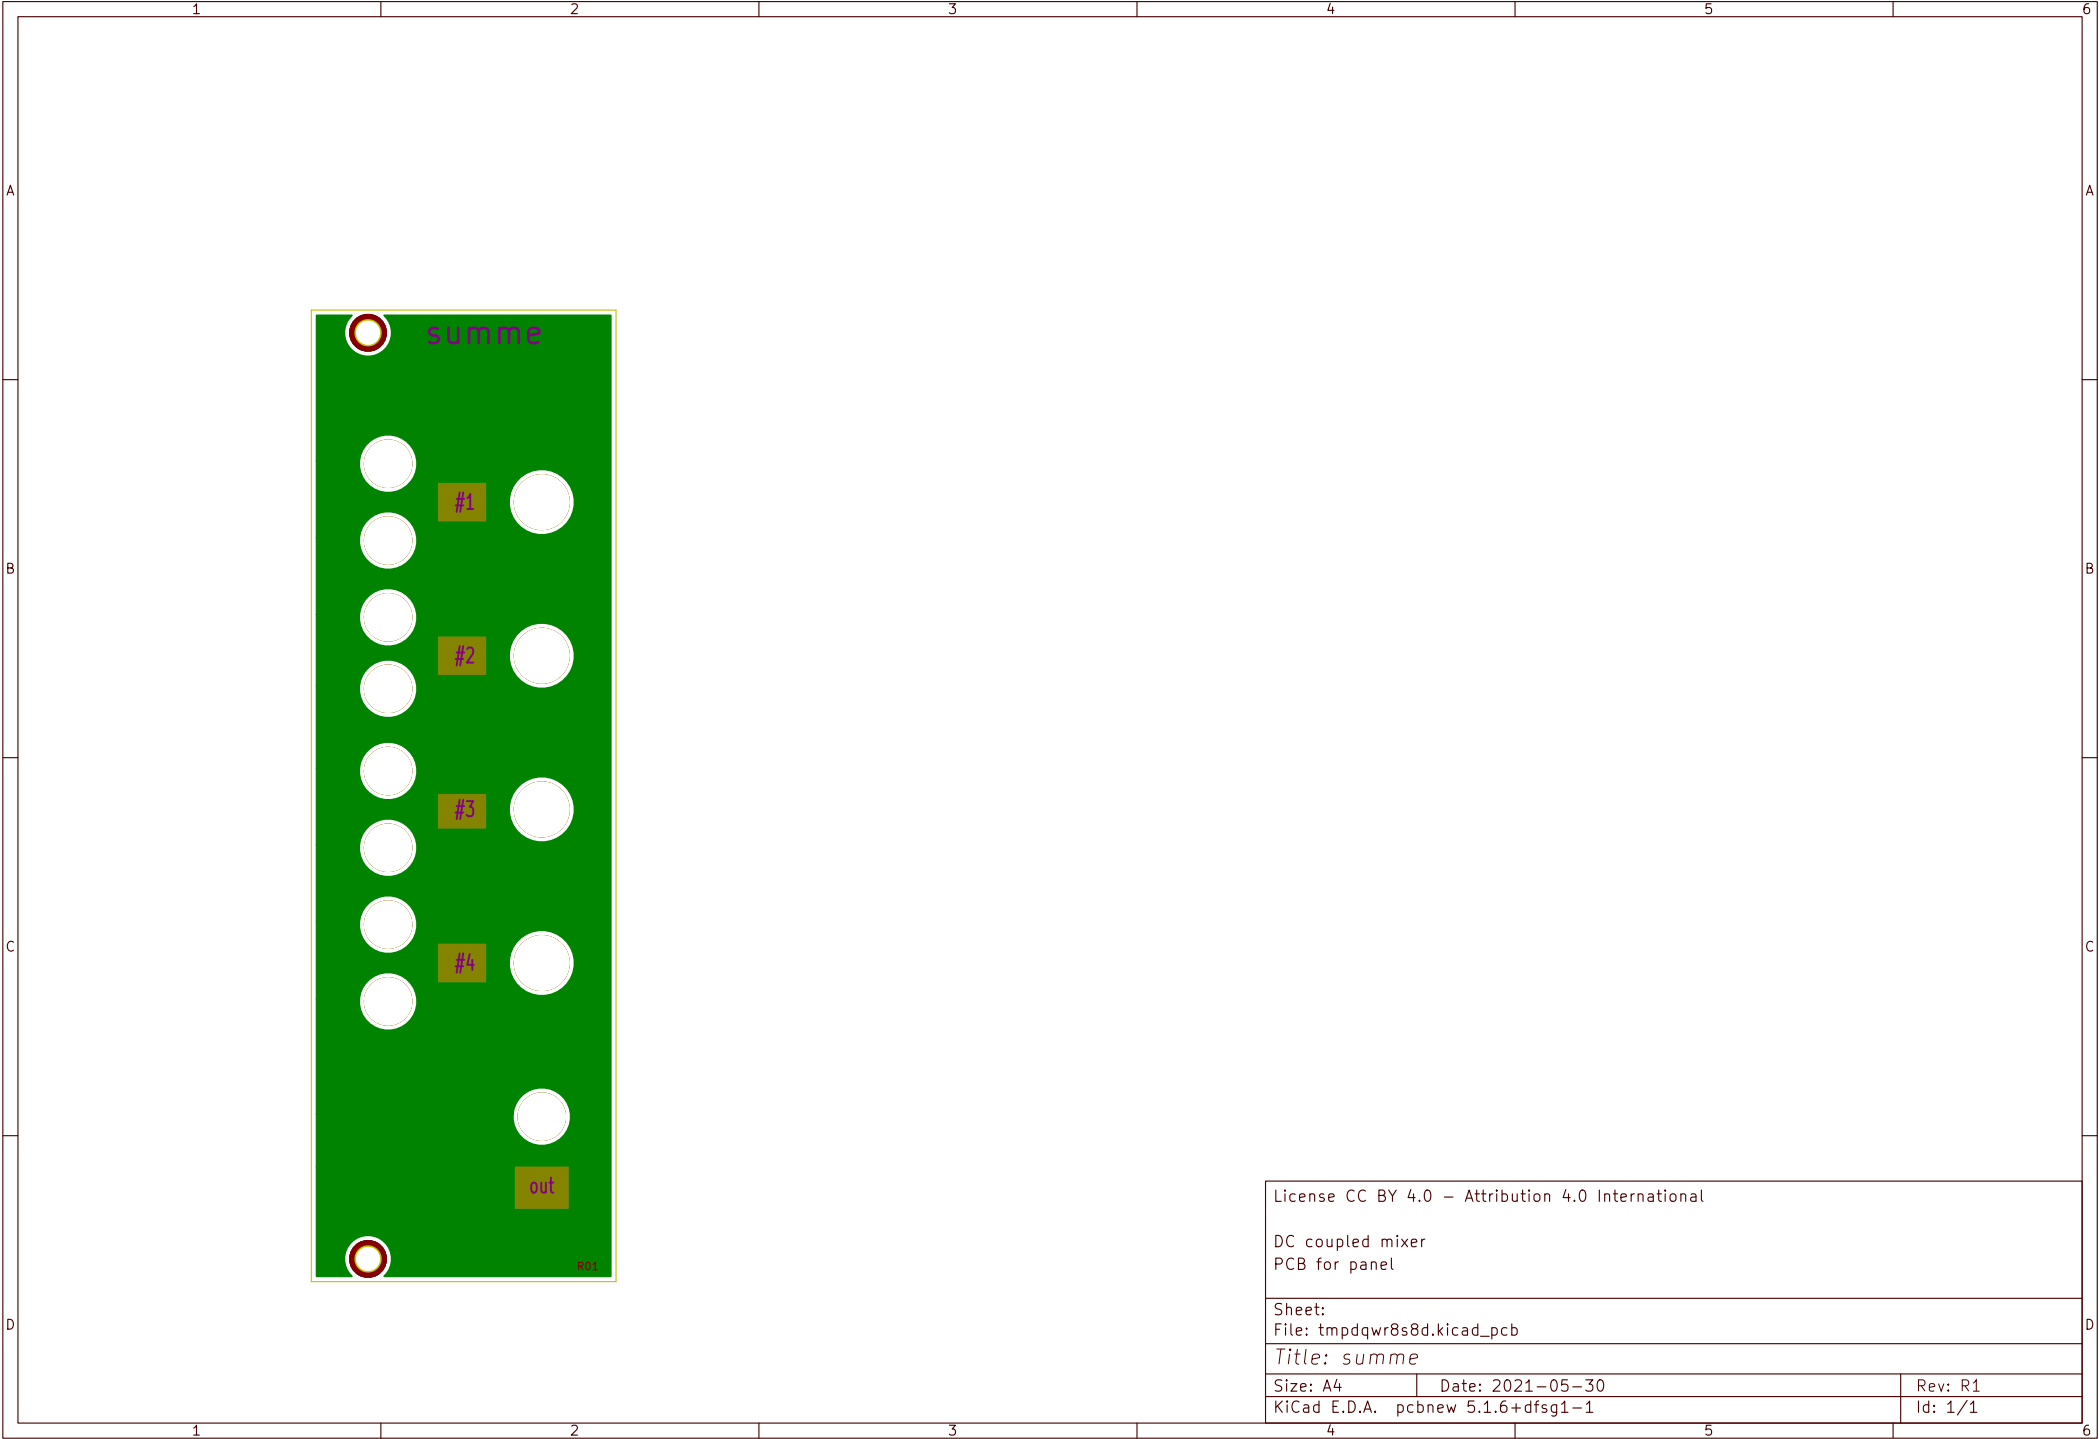 1 2 3 4 5 6
A A
summe
#1
B B
#2
#3
C C
#4
out
R01
License CC BY 4.0 – Attribution 4.0 International
DC coupled mixer
PCB for panel
Sheet:
File: tmpdqwr8s8d.kicad_pcb
D D
Title: summe
Size: A4 Date: 2021-05-30 Rev: R1
KiCad E.D.A. pcbnew 5.1.6+dfsg1-1 Id: 1/1
1 2 3 4 5 6